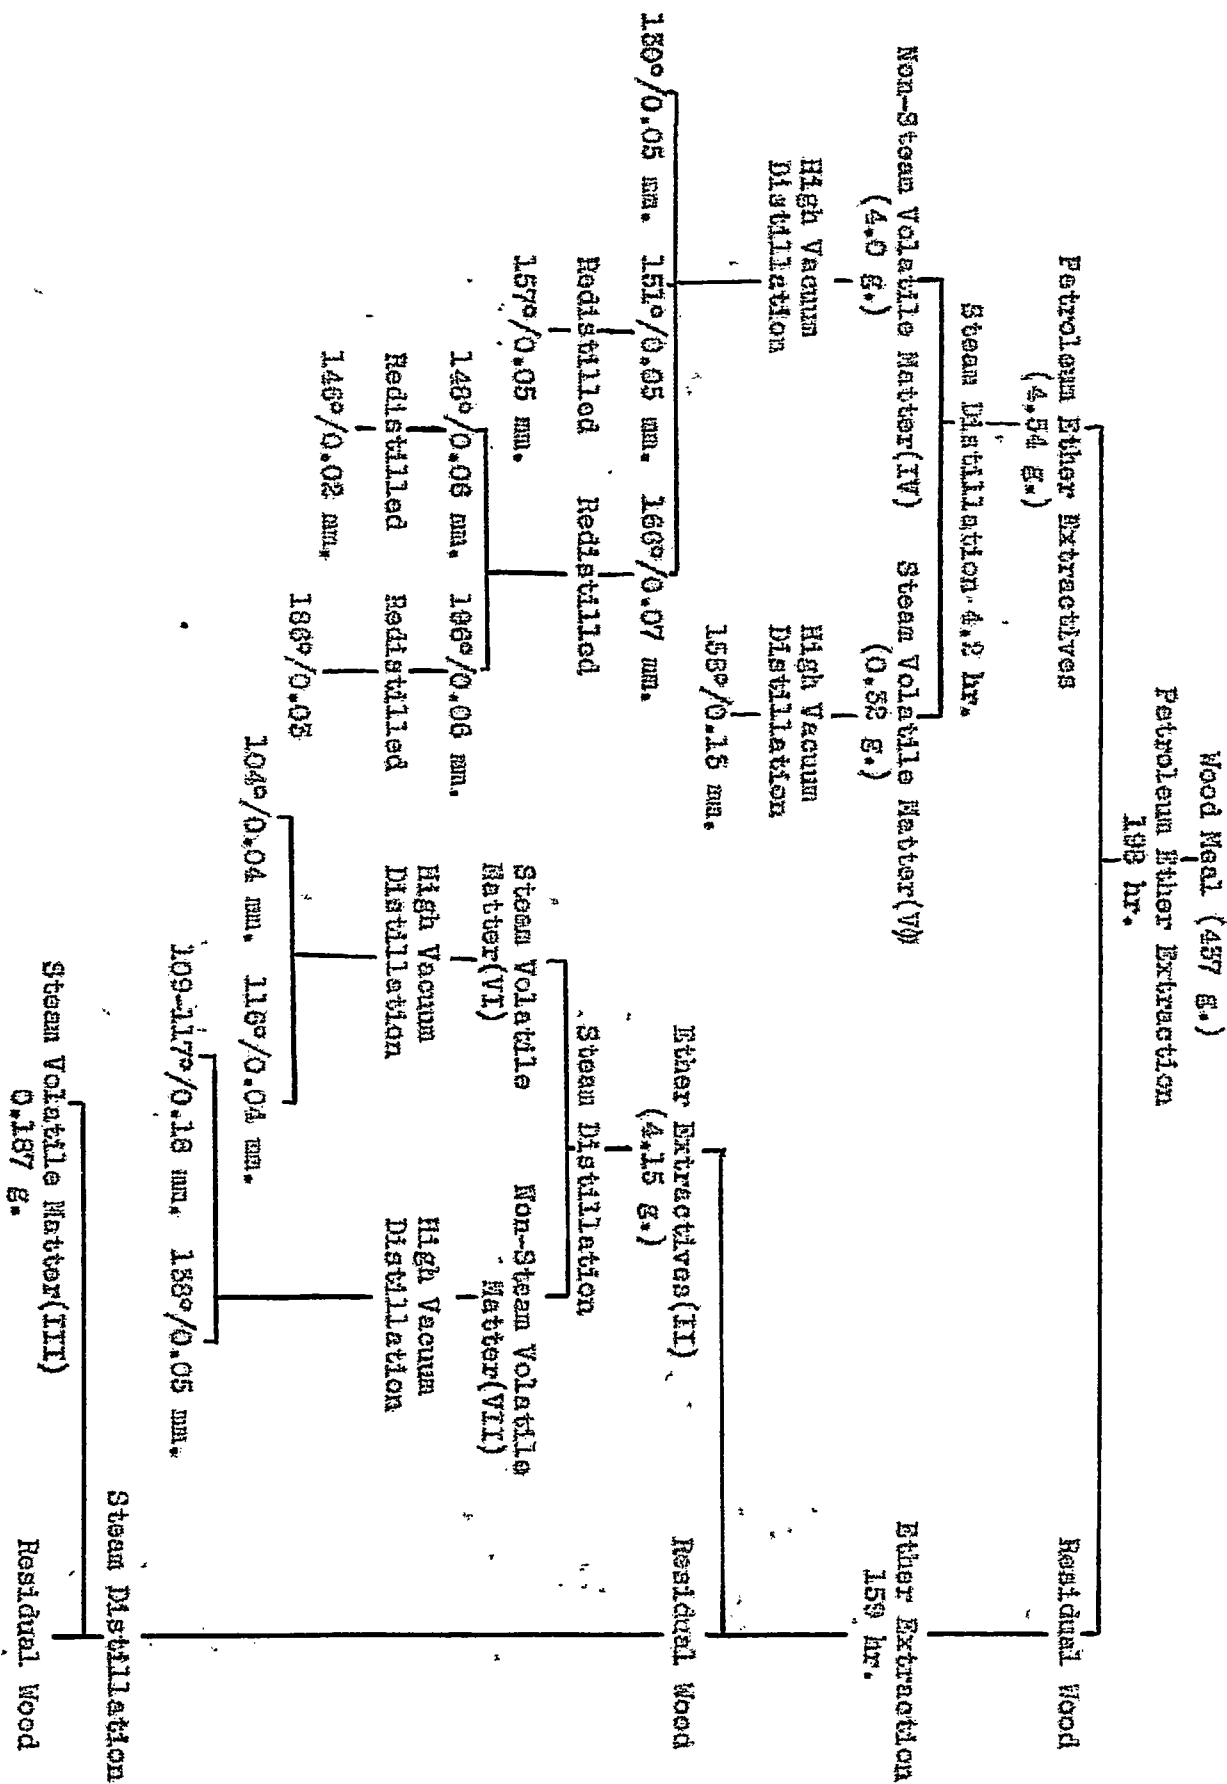 Wood Meal (457 g.)
Petroleum Ether Extraction
198 hr.
Petroleum Ether Extractives
(4.54 g.)
Residual Wood
Steam Distillation 4.2 hr.
Ether Extraction
159 hr.
Non-Steam Volatile Matter(IV)
(4.0 g.)
Steam Volatile Matter(V)
(0.32 g.)
High Vacuum
Distillation
High Vacuum
Distillation
158°/0.15 mm.
Ether Extractives(II)
(4.15 g.)
Residual Wood
150°/0.05 mm.
151°/0.05 mm.
166°/0.07 mm.
Redistilled
Redistilled
Steam Distillation
157°/0.05 mm.
Steam Volatile
Matter(VI)
Non-Steam Volatile
Matter(VII)
148°/0.06 mm.
186°/0.06 mm.
Redistilled
Redistilled
High Vacuum
Distillation
High Vacuum
Distillation
146°/0.02 mm.
186°/0.05
104°/0.04 mm.
116°/0.04 mm.
109-117°/0.18 mm.
158°/0.05 mm.
Steam Distillation
Steam Volatile Matter(III)
0.187 g.
Residual Wood